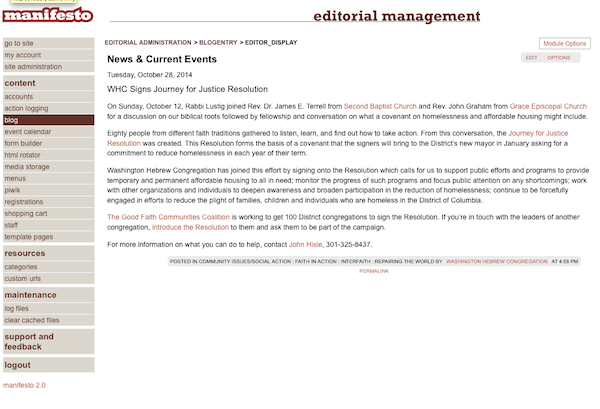 manifesto
editorial management
go to site
my account
site administration
content
accounts
action logging
blog
event calendar
form builder
html rotator
media storage
menus
piwik
registrations
shopping cart
staff
template pages
resources
categories
custom urls
maintenance
log files
clear cached files
support and
feedback
logout
manifesto 2.0
EDITORIAL ADMINISTRATION > BLOGENTRY > EDITOR_DISPLAY
Module Options
News & Current Events
EDIT OPTIONS
Tuesday, October 28, 2014
WHC Signs Journey for Justice Resolution
On Sunday, October 12, Rabbi Lustig joined Rev. Dr. James E. Terrell from Second Baptist Church and Rev. John Graham from Grace Episcopal Church
for a discussion on our biblical roots followed by fellowship and conversation on what a covenant on homelessness and affordable housing might include.
Eighty people from different faith traditions gathered to listen, learn, and find out how to take action. From this conversation, the Journey for Justice
Resolution was created. This Resolution forms the basis of a covenant that the signers will bring to the District's new mayor in January asking for a
commitment to reduce homelessness in each year of their term.
Washington Hebrew Congregation has joined this effort by signing onto the Resolution which calls for us to support public efforts and programs to provide
temporary and permanent affordable housing to all in need; monitor the progress of such programs and focus public attention on any shortcomings; work
with other organizations and individuals to deepen awareness and broaden participation in the reduction of homelessness; continue to be forcefully
engaged in efforts to reduce the plight of families, children and individuals who are homeless in the District of Columbia.
The Good Faith Communities Coalition is working to get 100 District congregations to sign the Resolution. If you're in touch with the leaders of another
congregation, introduce the Resolution to them and ask them to be part of the campaign.
For more information on what you can do to help, contact John Hisle, 301-325-8437.
POSTED IN COMMUNITY ISSUES/SOCIAL ACTION : FAITH IN ACTION : INTERFAITH : REPAIRING THE WORLD BY WASHINGTON HEBREW CONGREGATION AT 4:58 PM
PERMALINK